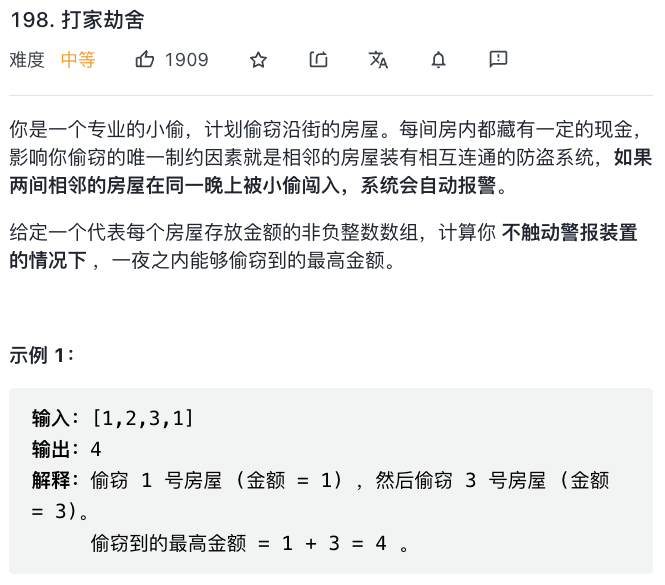 198. 打家劫舍
难度 中等 1909
你是一个专业的小偷，计划偷窃沿街的房屋。每间房内都藏有一定的现金，
影响你偷窃的唯一制约因素就是相邻的房屋装有相互连通的防盗系统，如果
两间相邻的房屋在同一晚上被小偷闯入，系统会自动报警。
给定一个代表每个房屋存放金额的非负整数数组，计算你 不触动警报装置
的情况下 ，一夜之内能够偷窃到的最高金额。
示例 1：
输入：[1,2,3,1]
输出：4
解释：偷窃 1 号房屋 (金额 = 1) ，然后偷窃 3 号房屋 (金额
= 3)。
偷窃到的最高金额 = 1 + 3 = 4 。